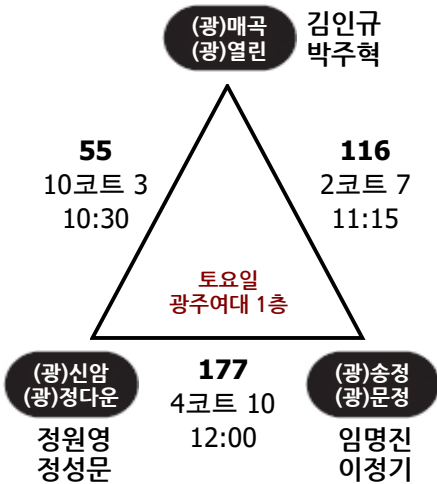 (광)매곡
(광)열린
김인규
박주혁
55
10코트 3
10:30
116
2코트 7
11:15
토요일
광주여대 1층
(광)신암
(광)정다운
정원영
정성문
177
4코트 10
12:00
(광)송정
(광)문정
임명진
이정기